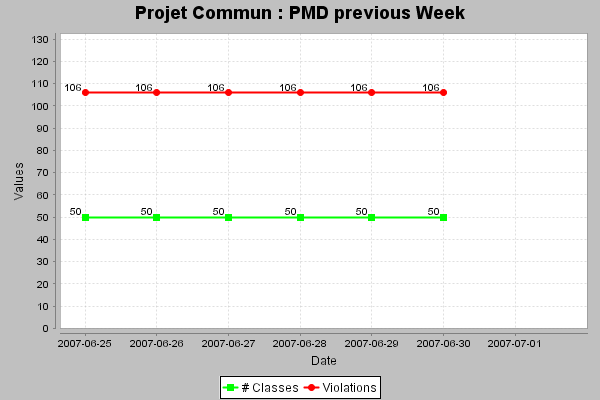 Projet Commun : PMD previous Week
130
120
110
100
90
80
70
60
50
40
30
20
10
0
Values
106 106 106 106 106 106
50 50 50 50 50 50
2007-06-25 2007-06-26 2007-06-27 2007-06-28 2007-06-29 2007-06-30 2007-07-01
Date
# Classes Violations